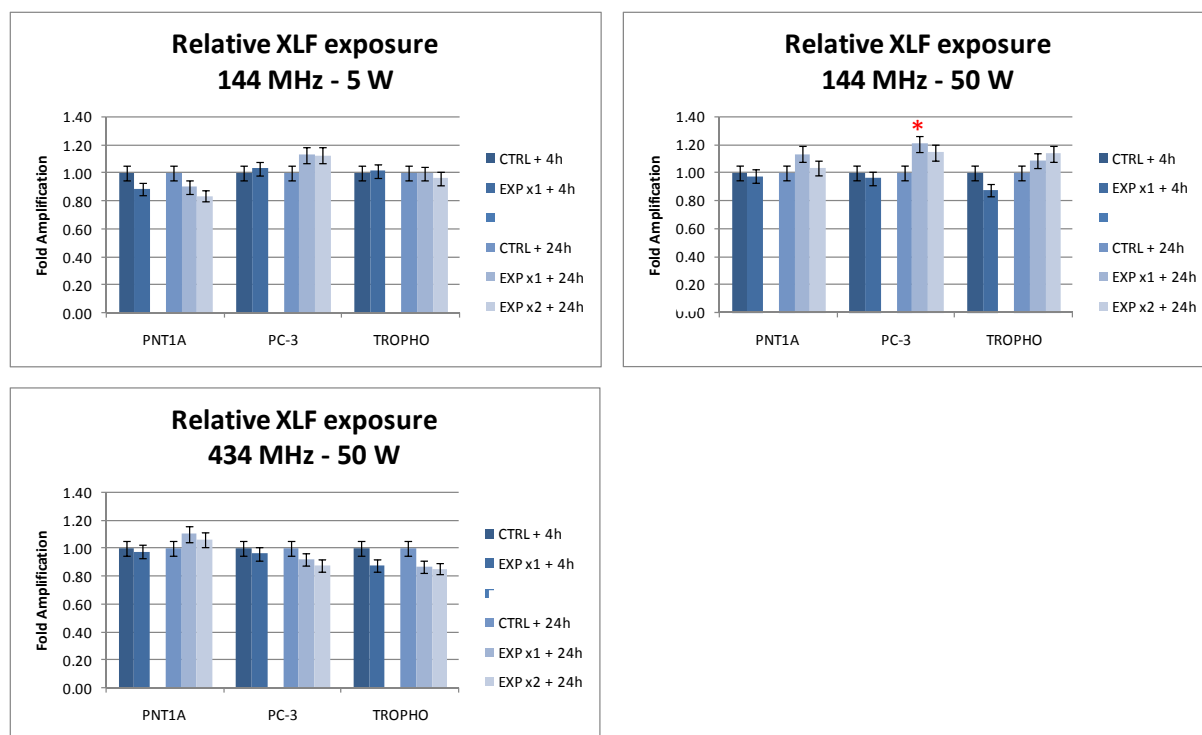 Relative XLF exposure
144 MHz - 5 W
Fold Amplification
1.40
1.20
1.00
0.80
0.60
0.40
0.20
0.00
PNT1A
PC-3
TROPHO
CTRL + 4h
EXP x1 + 4h
CTRL + 24h
EXP x1 + 24h
EXP x2 + 24h
Relative XLF exposure
144 MHz - 50 W
Fold Amplification
1.40
1.20
1.00
0.80
0.60
0.40
0.20
0.00
*
PNT1A
PC-3
TROPHO
CTRL + 4h
EXP x1 + 4h
CTRL + 24h
EXP x1 + 24h
EXP x2 + 24h
Relative XLF exposure
434 MHz - 50 W
Fold Amplification
1.40
1.20
1.00
0.80
0.60
0.40
0.20
0.00
PNT1A
PC-3
TROPHO
CTRL + 4h
EXP x1 + 4h
CTRL + 24h
EXP x1 + 24h
EXP x2 + 24h